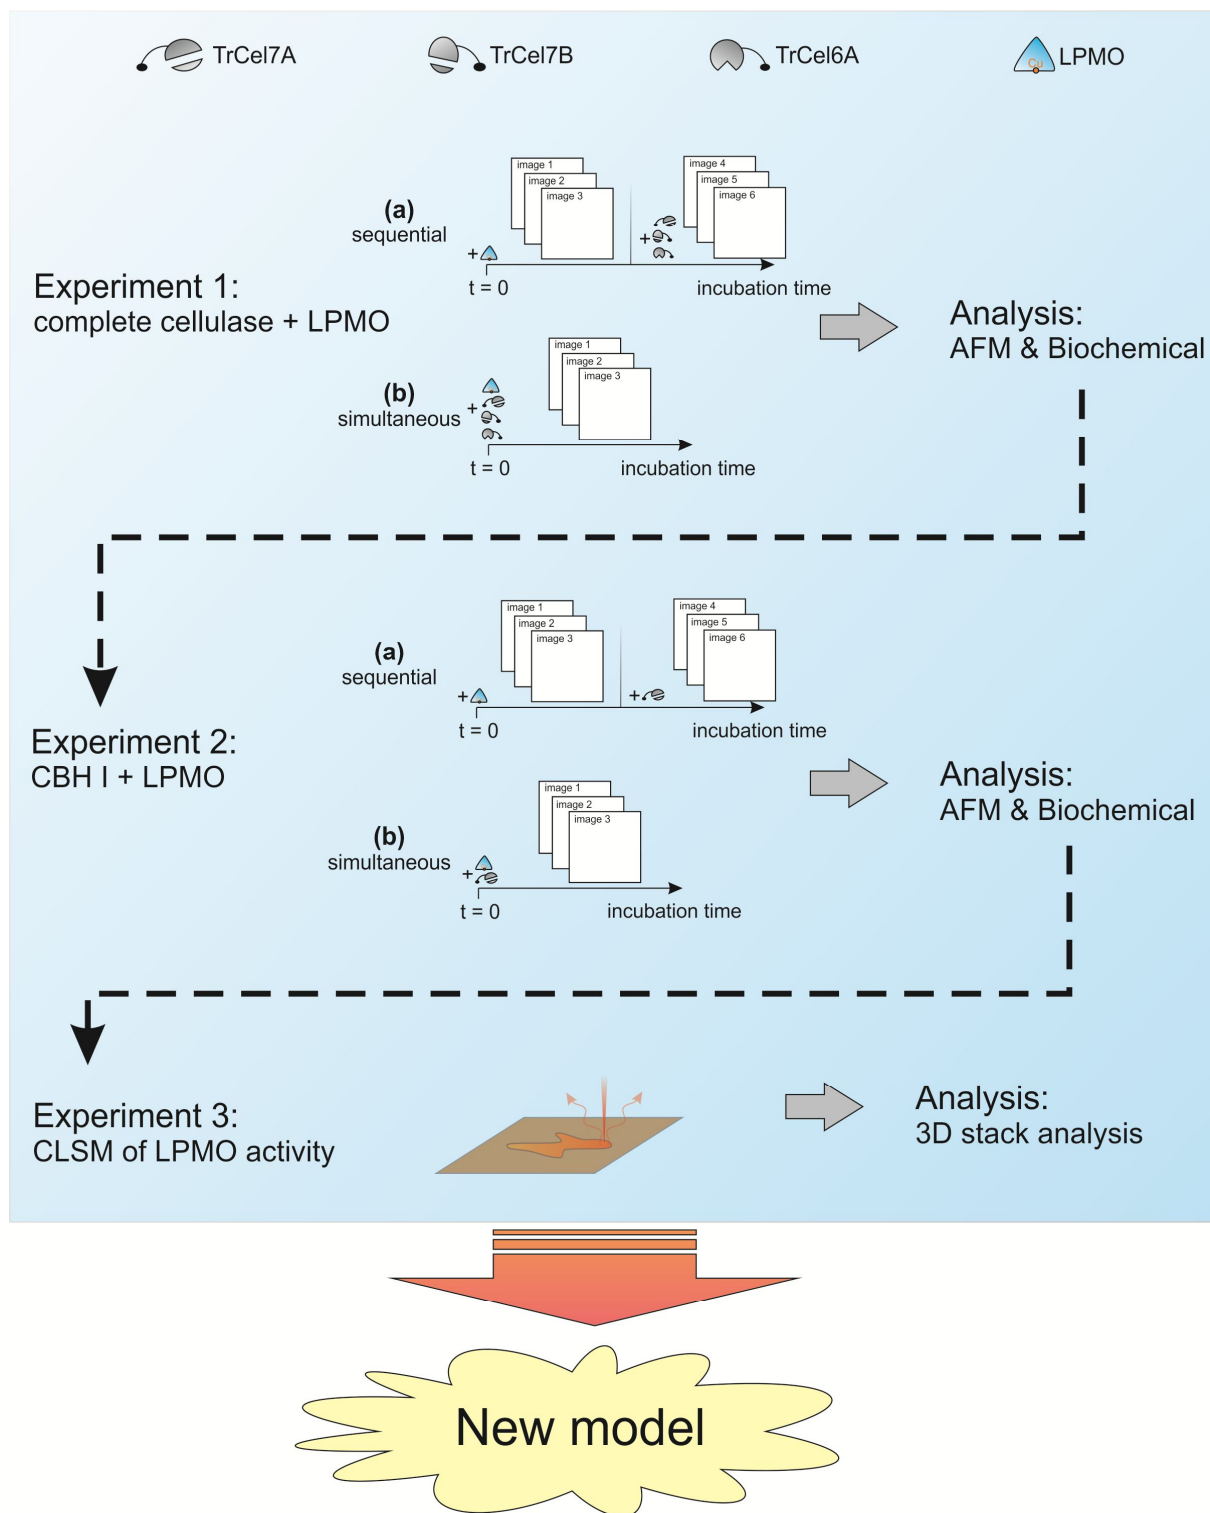 TrCel7A
TrCel7B
TrCel6A
Cu
LPMO
image 1
image 2
image 3
image 4
image 5
image 6
(a)
sequential
+
+
t = 0
incubation time
Experiment 1:
complete cellulase + LPMO
Analysis:
AFM & Biochemical
image 1
image 2
image 3
(b)
simultaneous
+
t = 0
incubation time
image 1
image 2
image 3
image 4
image 5
image 6
(a)
sequential
+
+
t = 0
incubation time
Experiment 2:
CBH I + LPMO
Analysis:
AFM & Biochemical
image 1
image 2
image 3
(b)
simultaneous
+
t = 0
incubation time
Experiment 3:
CLSM of LPMO activity
Analysis:
3D stack analysis
New model